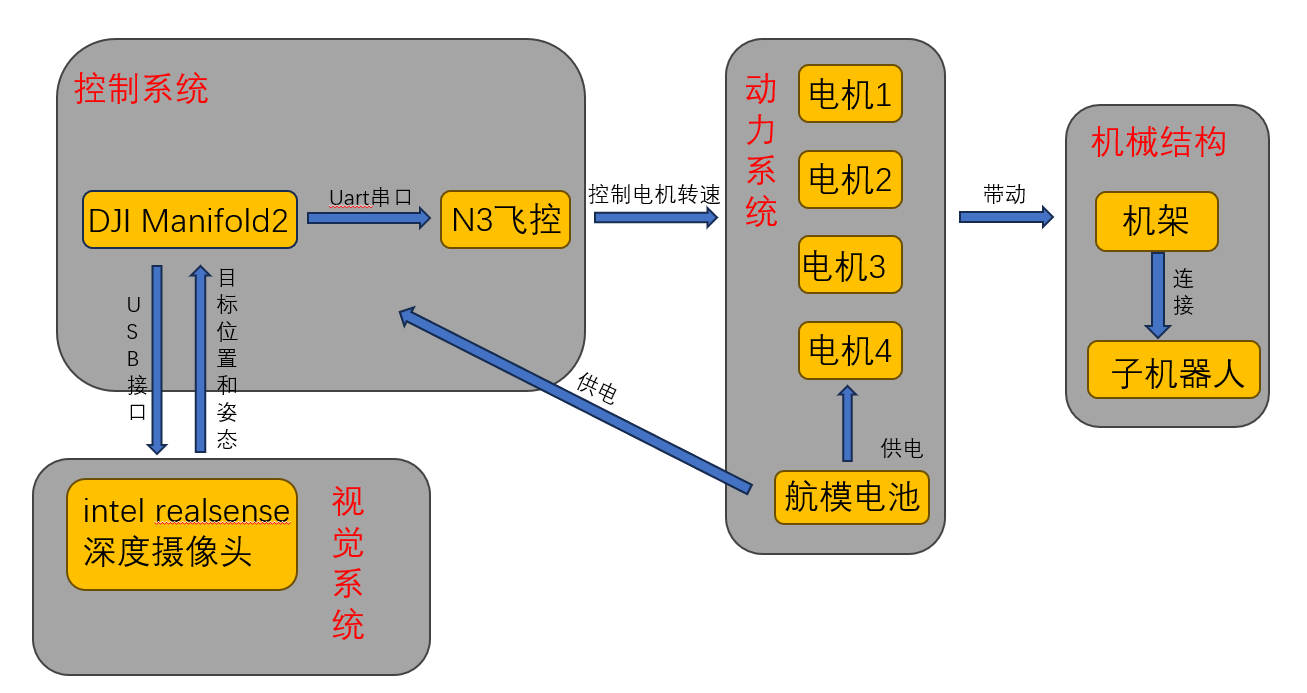 控制系统
DJI Manifold2
Uart串口
N3飞控
控制电机转速
USB接口
目标位置和姿态
供电
动力系统
电机1
电机2
电机3
电机4
供电
航模电池
带动
机械结构
机架
连接
子机器人
intel realsense
深度摄像头
视觉系统